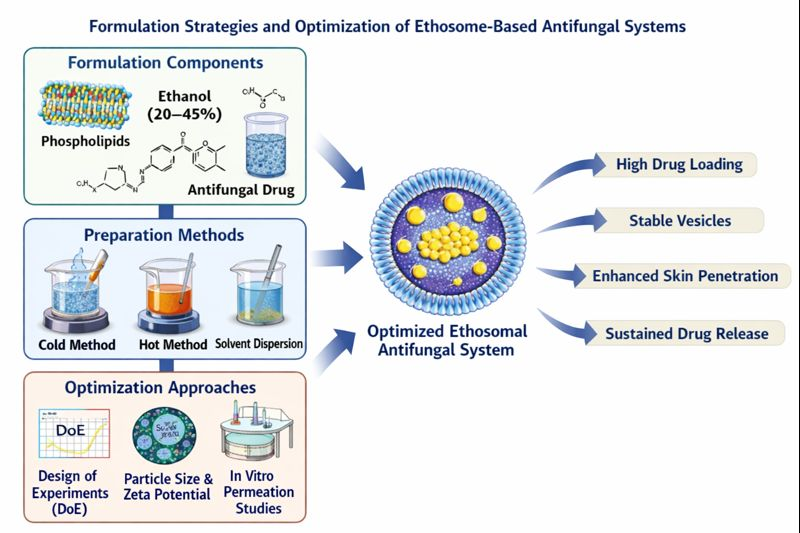 Formulation Strategies and Optimization of Ethosome-Based Antifungal Systems
Formulation Components
Phospholipids
Ethanol
(20–45%)
Antifungal Drug
Preparation Methods
Cold Method
Hot Method
Solvent Dispersion
Optimization Approaches
DoE
Design of
Experiments
(DoE)
Particle Size &
Zeta Potential
In Vitro
Permeation
Studies
Optimized Ethosomal
Antifungal System
High Drug Loading
Stable Vesicles
Enhanced Skin Penetration
Sustained Drug Release